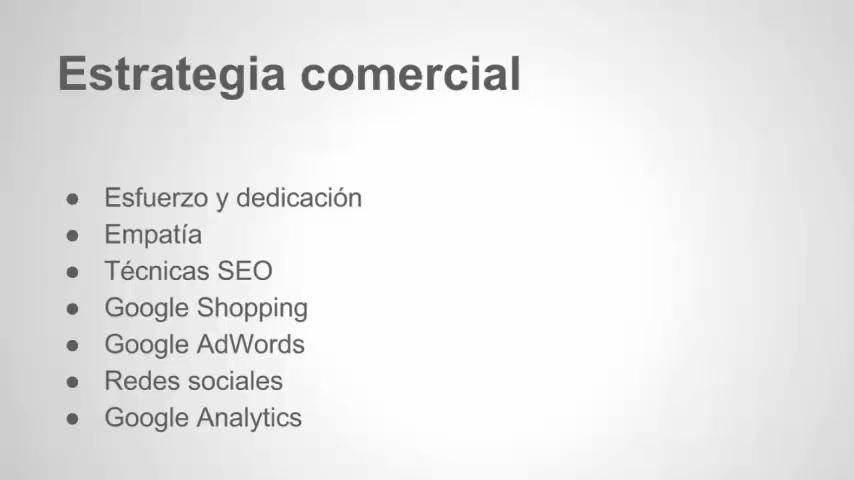 Estrategia comercial
● Esfuerzo y dedicación
● Empatía
● Técnicas SEO
● Google Shopping
● Google AdWords
● Redes sociales
● Google Analytics